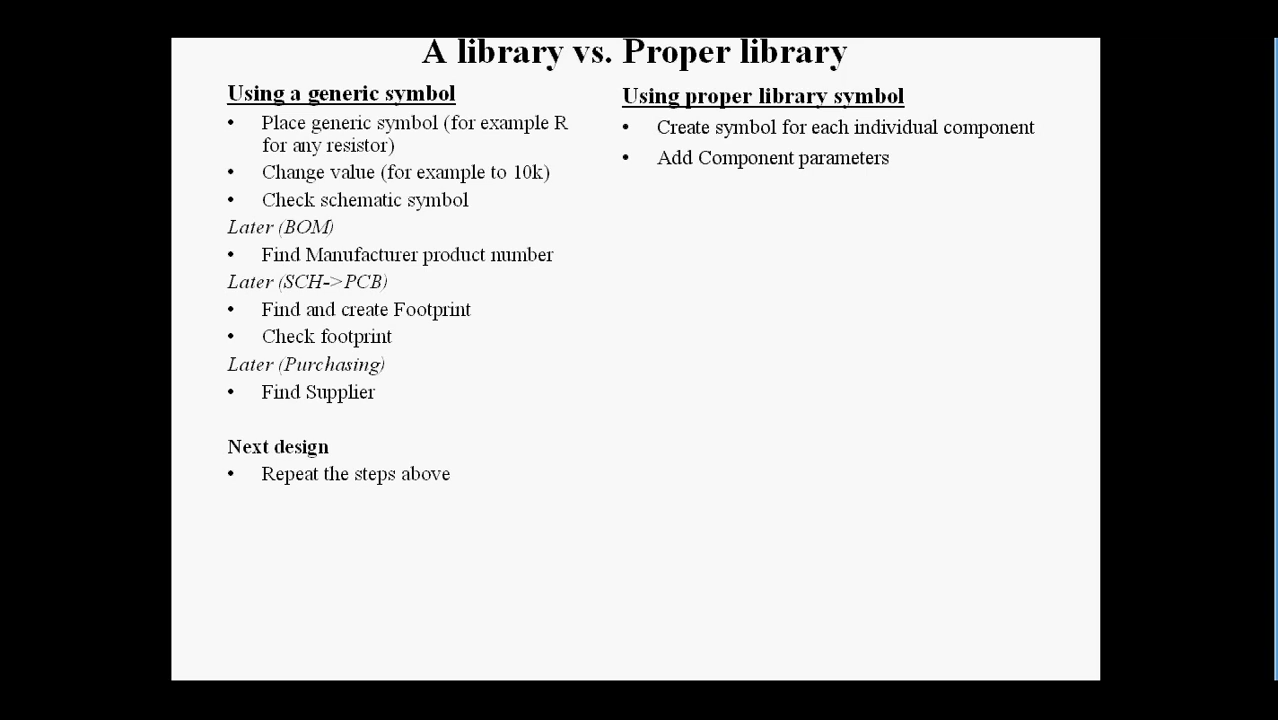 A library vs. Proper library
Using a generic symbol
• Place generic symbol (for example R
for any resistor)
• Change value (for example to 10k)
• Check schematic symbol
Later (BOM)
• Find Manufacturer product number
Later (SCH->PCB)
• Find and create Footprint
• Check footprint
Later (Purchasing)
• Find Supplier
Next design
• Repeat the steps above
Using proper library symbol
• Create symbol for each individual component
• Add Component parameters